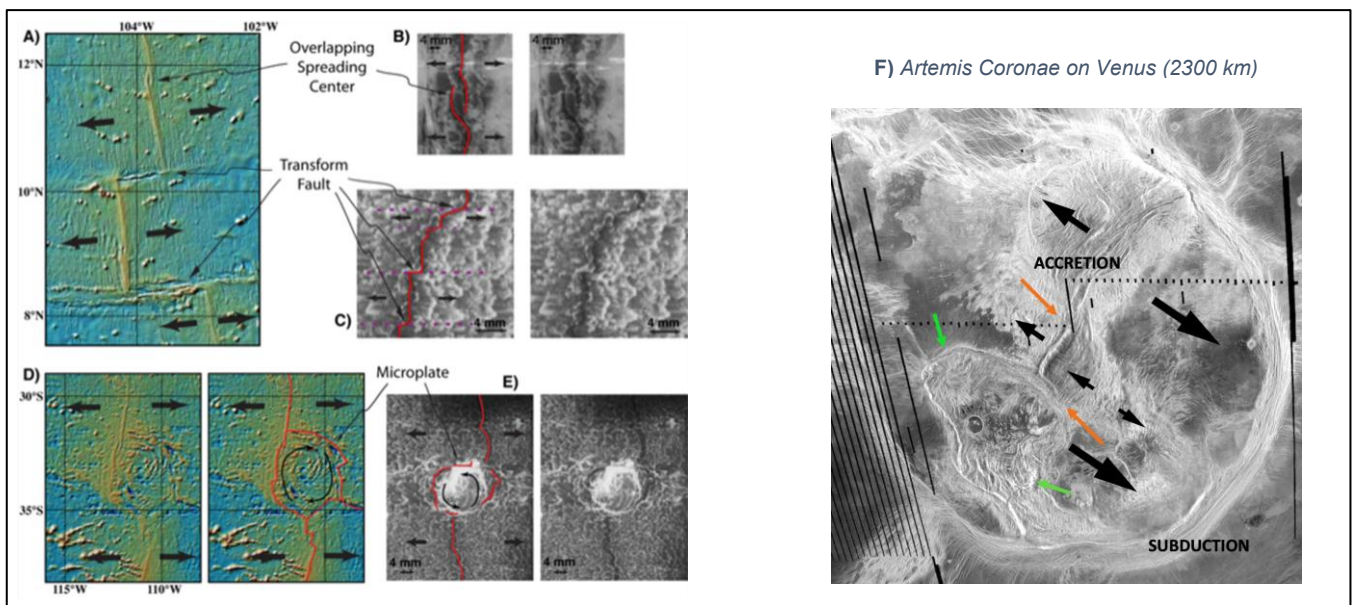 A)
104°W
102°W
12°N
10°N
8°N
Overlapping
Spreading
Center
Transform
Fault
B)
4 mm
4 mm
C)
4 mm
4 mm
D)
30°S
35°S
115°W
110°W
Microplate
E)
4 mm
4 mm
F) Artemis Coronae on Venus (2300 km)
ACCRETION
SUBDUCTION